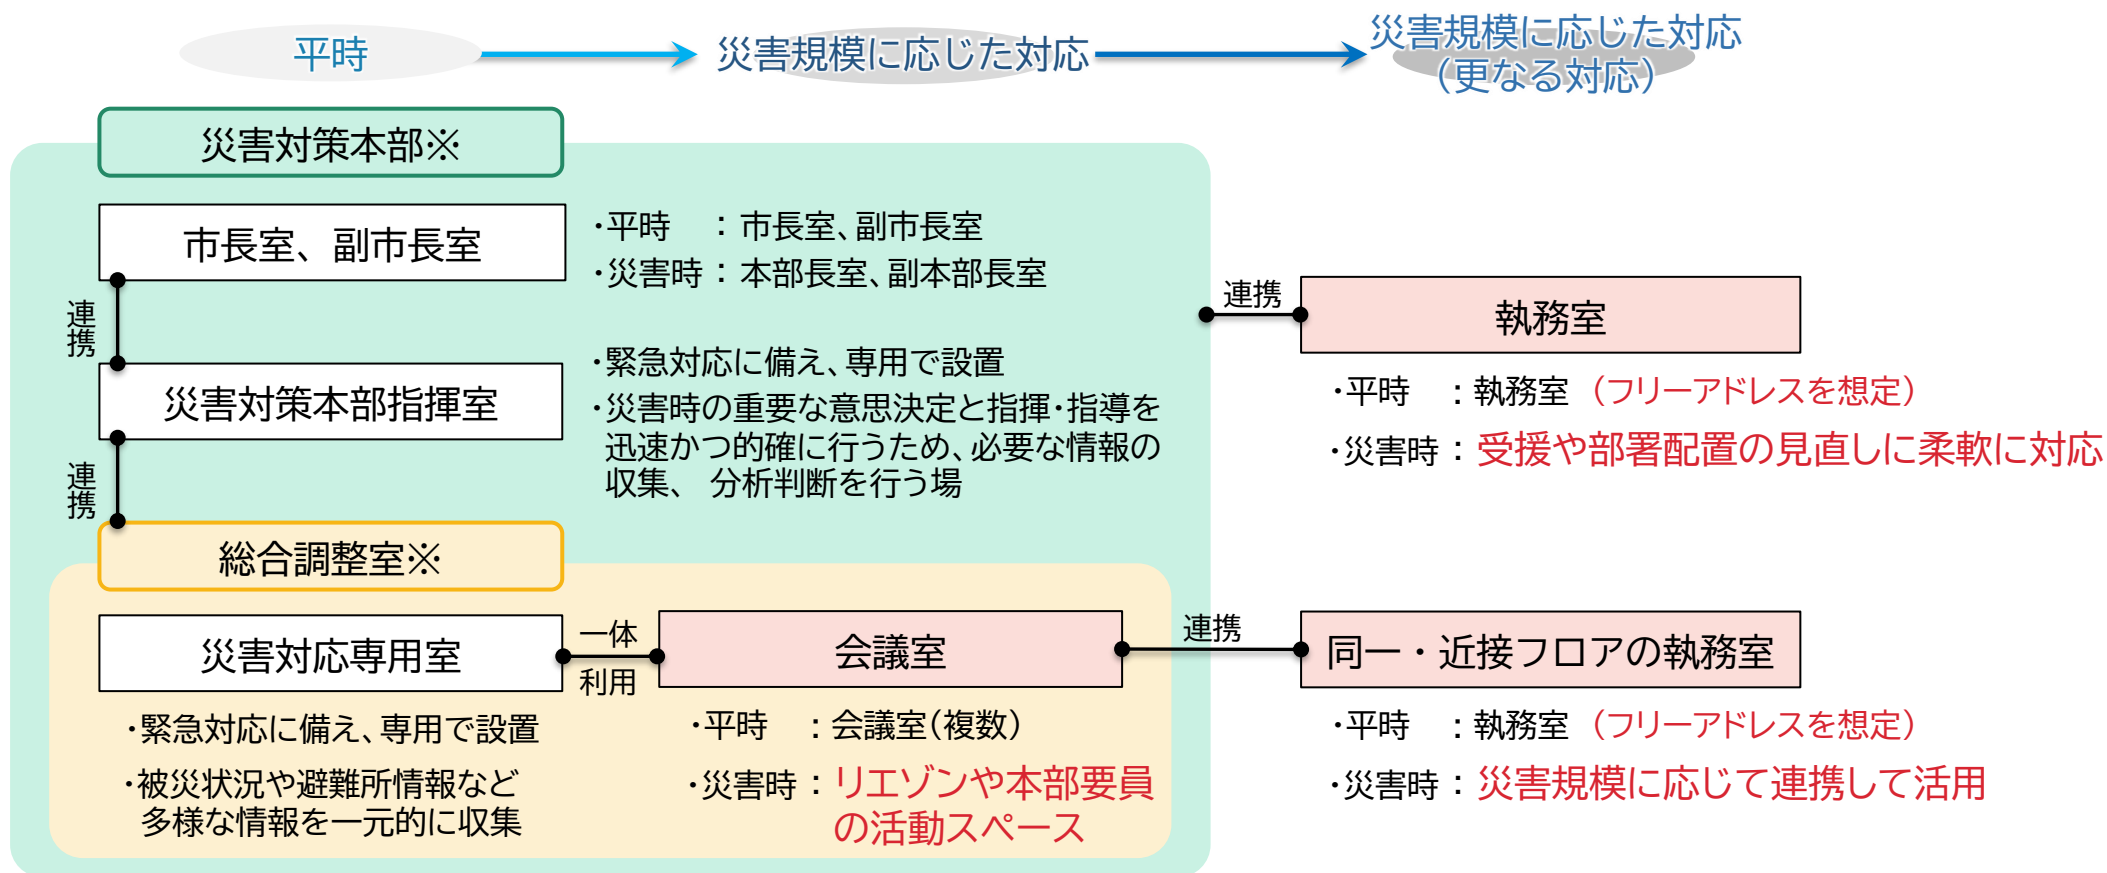 平時
災害規模に応じた対応
災害規模に応じた対応
（更なる対応）
災害対策本部※
市長室、副市長室
・平時　：市長室、副市長室
・災害時：本部長室、副本部長室
連携
災害対策本部指揮室
・緊急対応に備え、専用で設置
・災害時の重要な意思決定と指揮・指導を
迅速かつ的確に行うため、必要な情報の
収集、 分析判断を行う場
連携
総合調整室※
災害対応専用室
・緊急対応に備え、専用で設置
・被災状況や避難所情報など
多様な情報を一元的に収集
一体
利用
会議室
・平時　：会議室（複数）
・災害時：リエゾンや本部要員
の活動スペース
連携
執務室
・平時　：執務室（フリーアドレスを想定）
・災害時：受援や部署配置の見直しに柔軟に対応
連携
同一・近接フロアの執務室
・平時　：執務室（フリーアドレスを想定）
・災害時：災害規模に応じて連携して活用